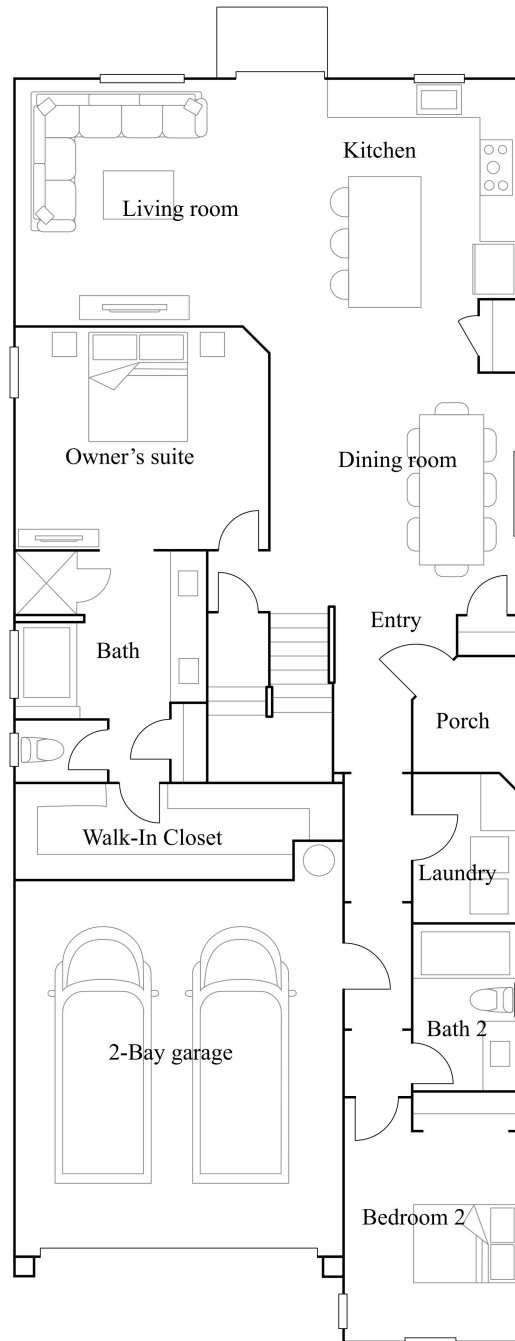 Kitchen
Living room
Owner's suite
Dining room
Entry
Bath
Porch
Walk-In Closet
Laundry
Bath 2
2-Bay garage
Bedroom 2